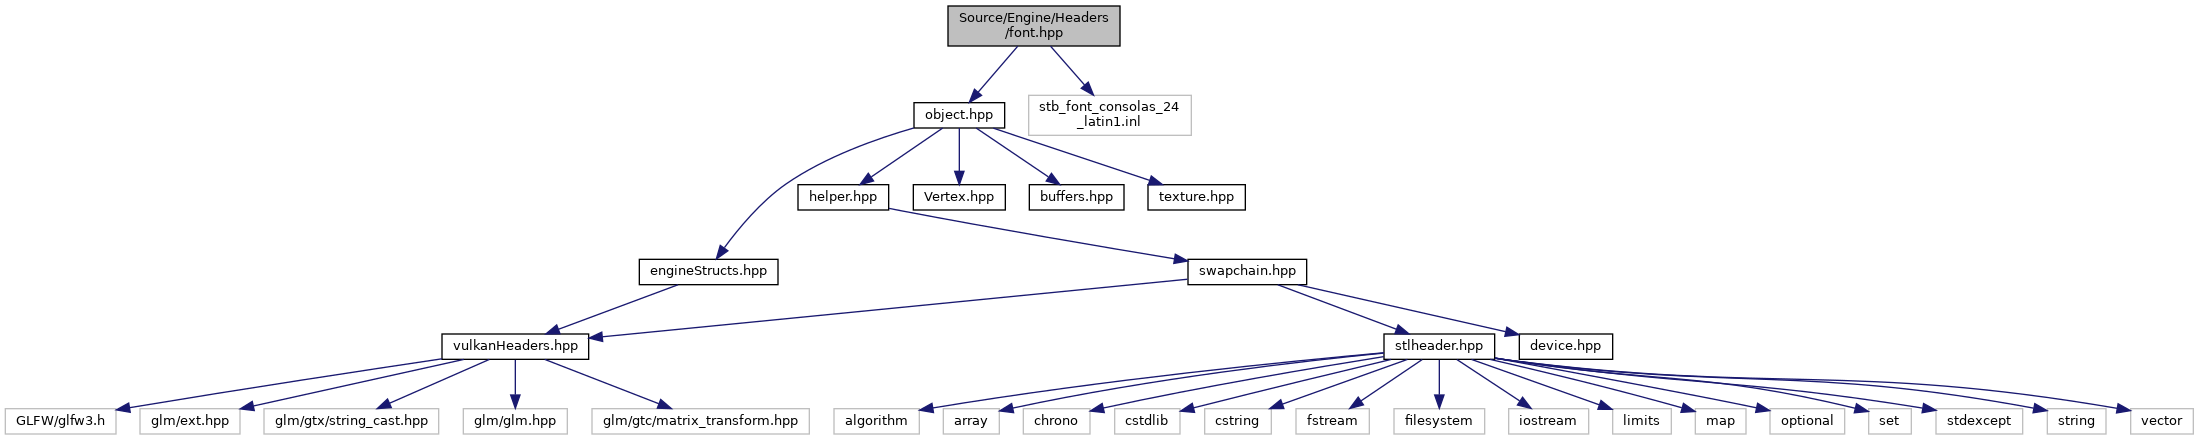 Source/Engine/Headers
/font.hpp
object.hpp
stb_font_consolas_24
_latin1.inl
helper.hpp
Vertex.hpp
buffers.hpp
texture.hpp
engineStructs.hpp
swapchain.hpp
vulkanHeaders.hpp
stlheader.hpp
device.hpp
GLFW/glfw3.h
glm/ext.hpp
glm/gtx/string_cast.hpp
glm/glm.hpp
glm/gtc/matrix_transform.hpp
algorithm
array
chrono
cstdlib
cstring
fstream
filesystem
iostream
limits
map
optional
set
stdexcept
string
vector